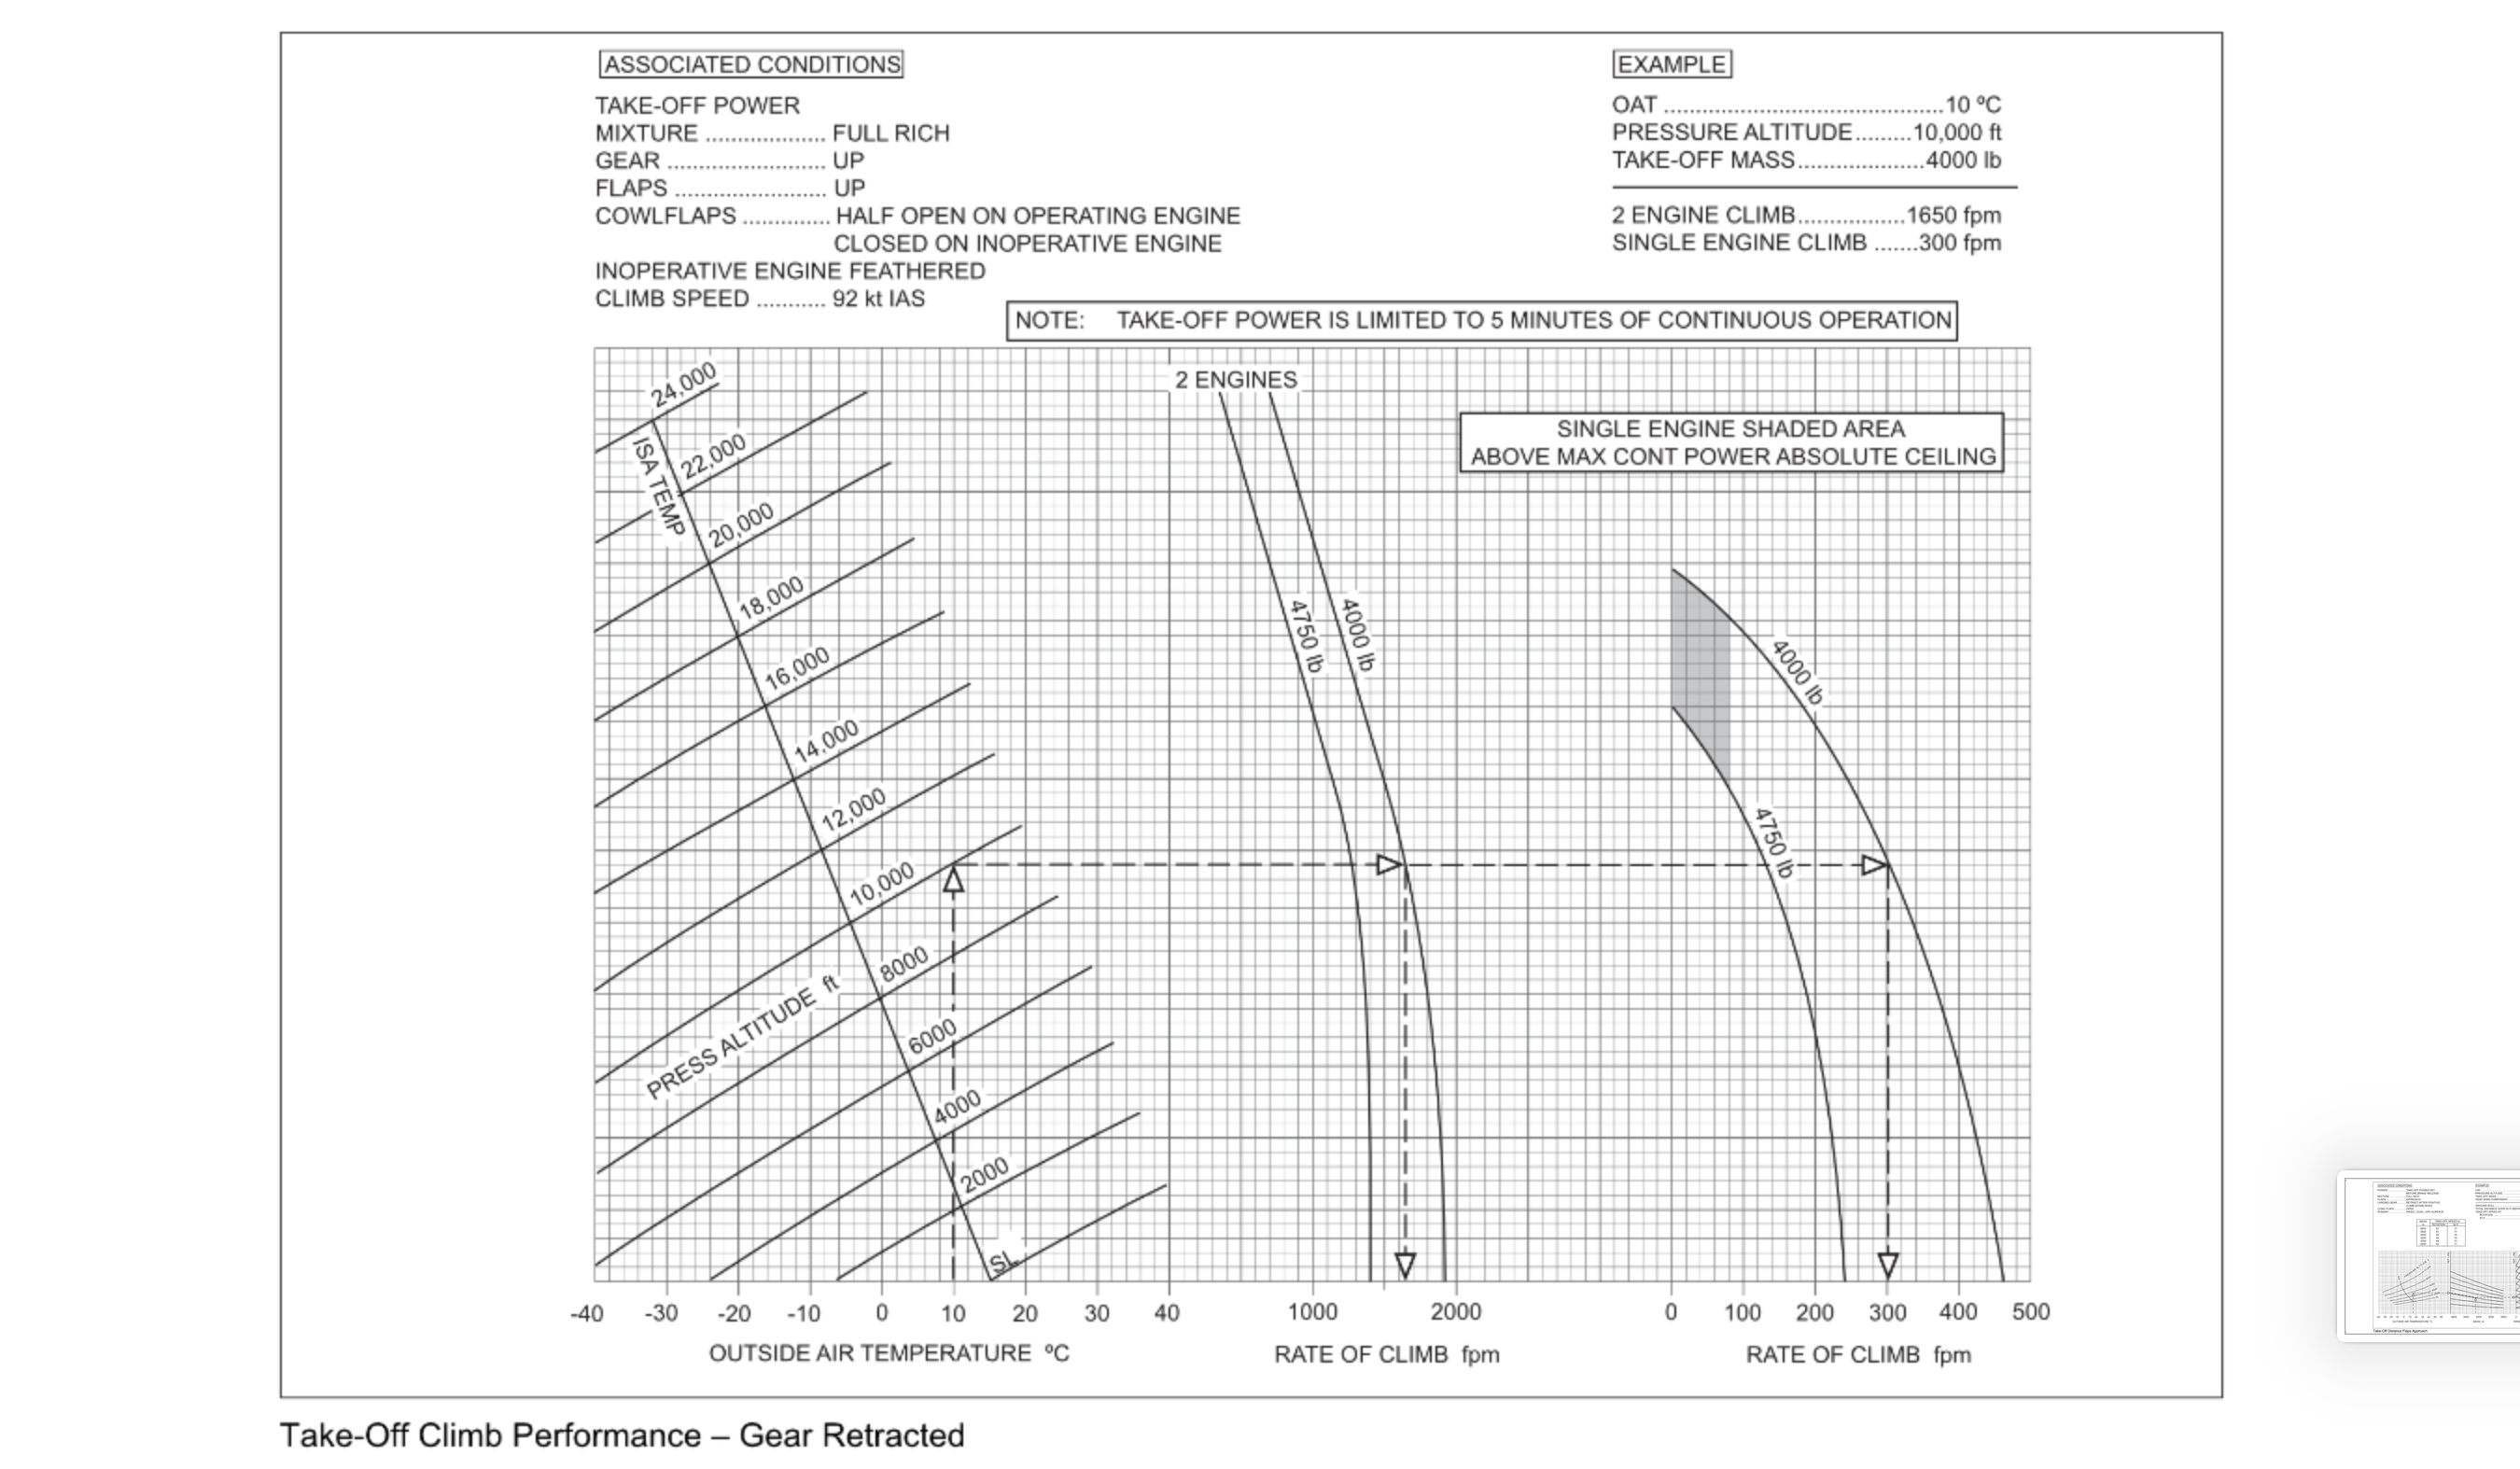 ASSOCIATED CONDITIONS
TAKE-OFF POWER
MIXTURE ................... FULL RICH
GEAR ......................... UP
FLAPS ........................ UP
COWLFLAPS .............. HALF OPEN ON OPERATING ENGINE
CLOSED ON INOPERATIVE ENGINE
INOPERATIVE ENGINE FEATHERED
CLIMB SPEED ........... 92 kt IAS
EXAMPLE
OAT ..........................................10 ºC
PRESSURE ALTITUDE.........10,000 ft
TAKE-OFF MASS...................4000 lb
2 ENGINE CLIMB.................1650 fpm
SINGLE ENGINE CLIMB .......300 fpm
NOTE: TAKE-OFF POWER IS LIMITED TO 5 MINUTES OF CONTINUOUS OPERATION
24,000
22,000
20,000
18,000
16,000
14,000
12,000
10,000
8000
6000
4000
2000
SL
ISA TEMP
PRESS ALTITUDE ft
2 ENGINES
4750 lb
4000 lb
SINGLE ENGINE SHADED AREA
ABOVE MAX CONT POWER ABSOLUTE CEILING
4000 lb
4750 lb
-40 -30 -20 -10 0 10 20 30 40 1000 2000 0 100 200 300 400 500
OUTSIDE AIR TEMPERATURE ºC
RATE OF CLIMB fpm
RATE OF CLIMB fpm
Take-Off Climb Performance – Gear Retracted